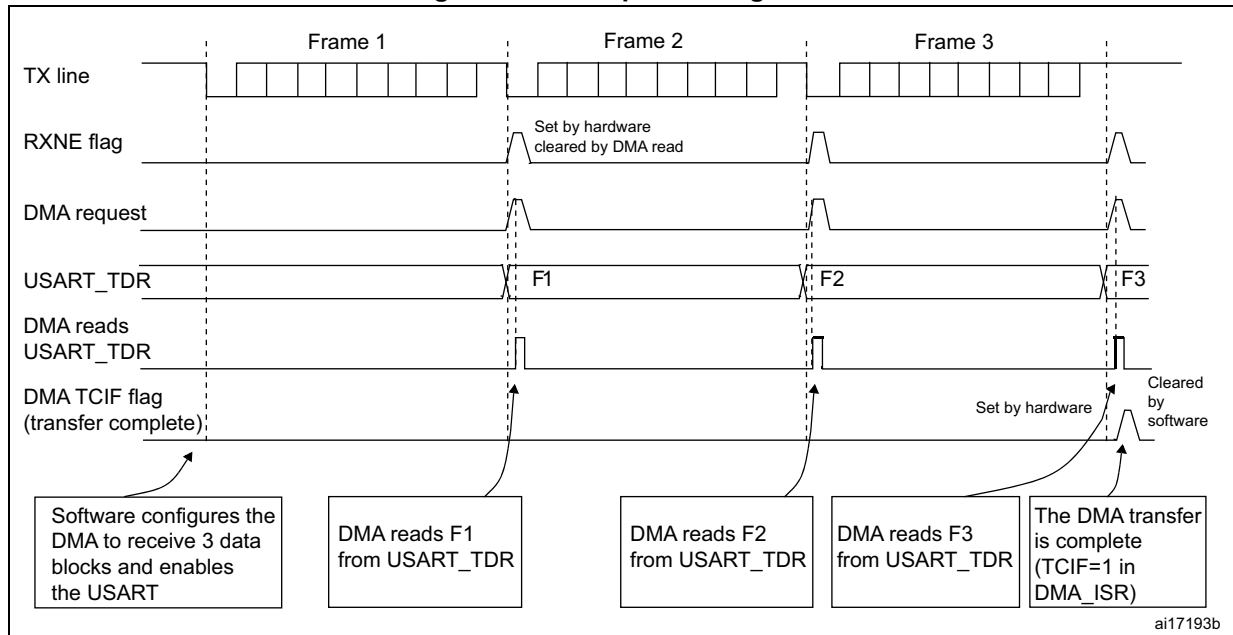 Frame 1
Frame 2
Frame 3
TX line
RXNE flag
Set by hardware
cleared by DMA read
DMA request
USART_TDR
F1
F2
F3
DMA reads
USART_TDR
DMA TCIF flag
(transfer complete)
Set by hardware
Cleared
by
software
Software configures the
DMA to receive 3 data
blocks and enables
the USART
DMA reads F1
from USART_TDR
DMA reads F2
from USART_TDR
DMA reads F3
from USART_TDR
The DMA transfer
is complete
(TCIF=1 in
DMA_ISR)
ai17193b